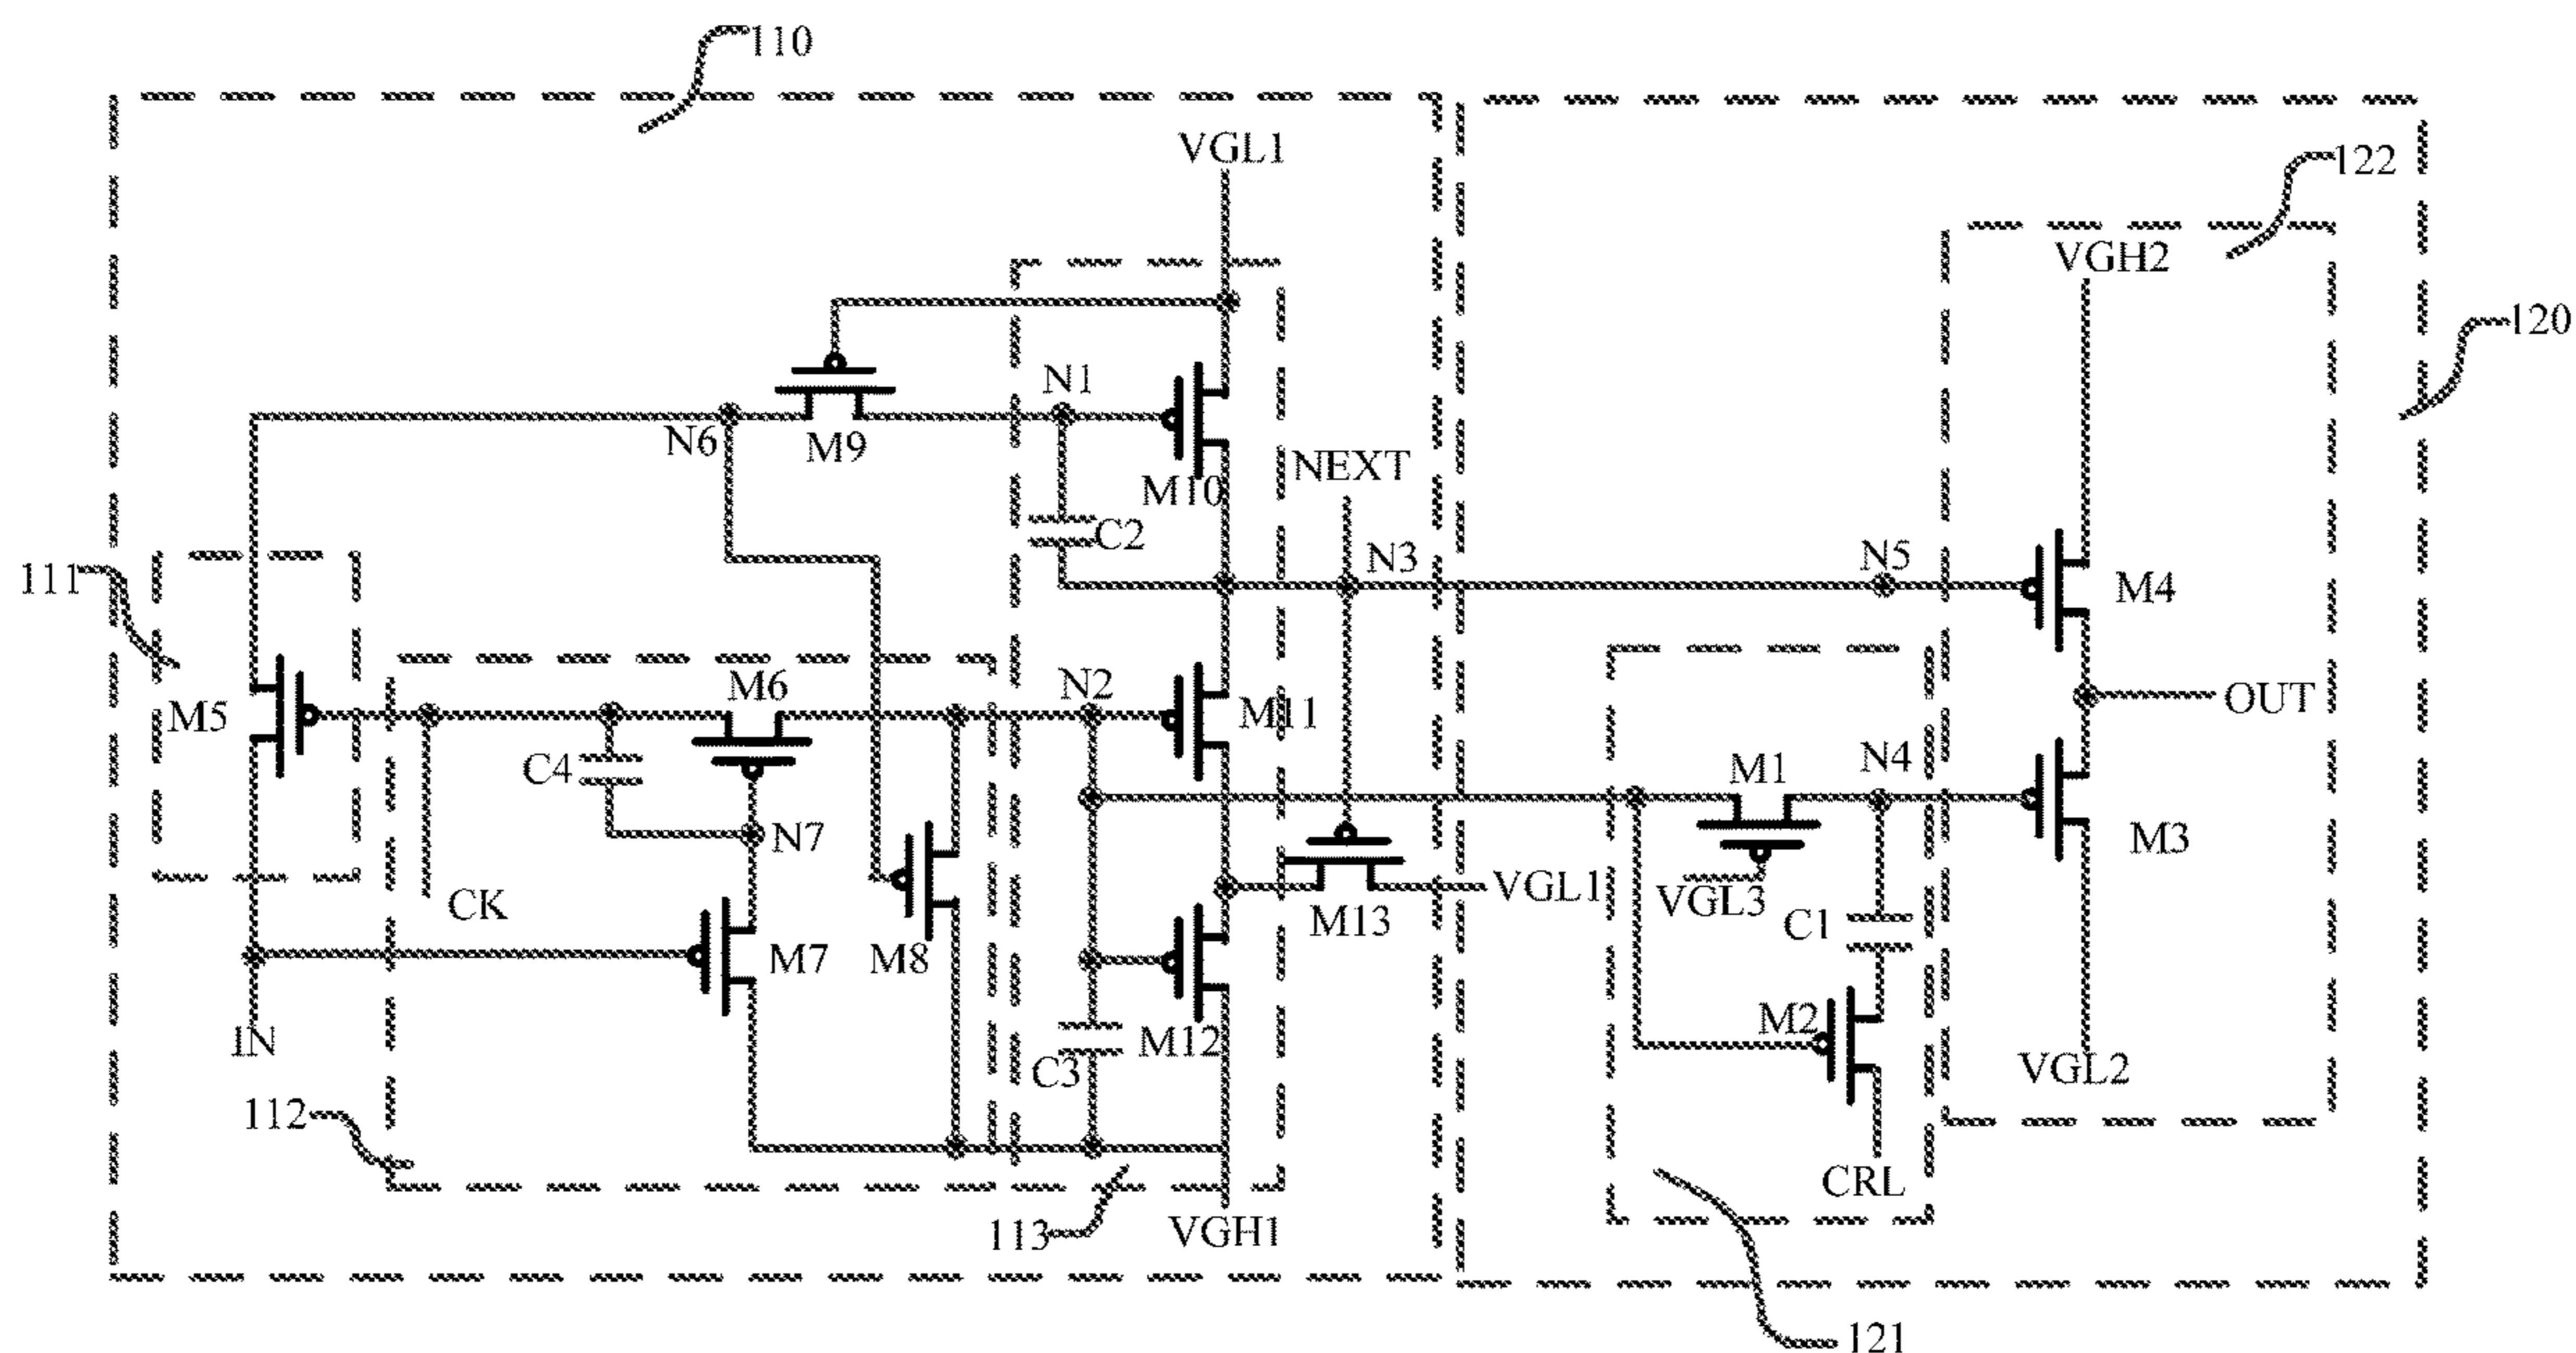 110
VGL1
122
VGH2
120
N1
N6
M9
NEXT
M10
C2
N3
N5
111
M4
M6
N2
M5
M11
OUT
C4
M1
N4
N7
M3
VGL1
CK
VGL3
C1
M13
M7
M8
M2
IN
M12
C3
VGL2
112
CRL
113
VGH1
121